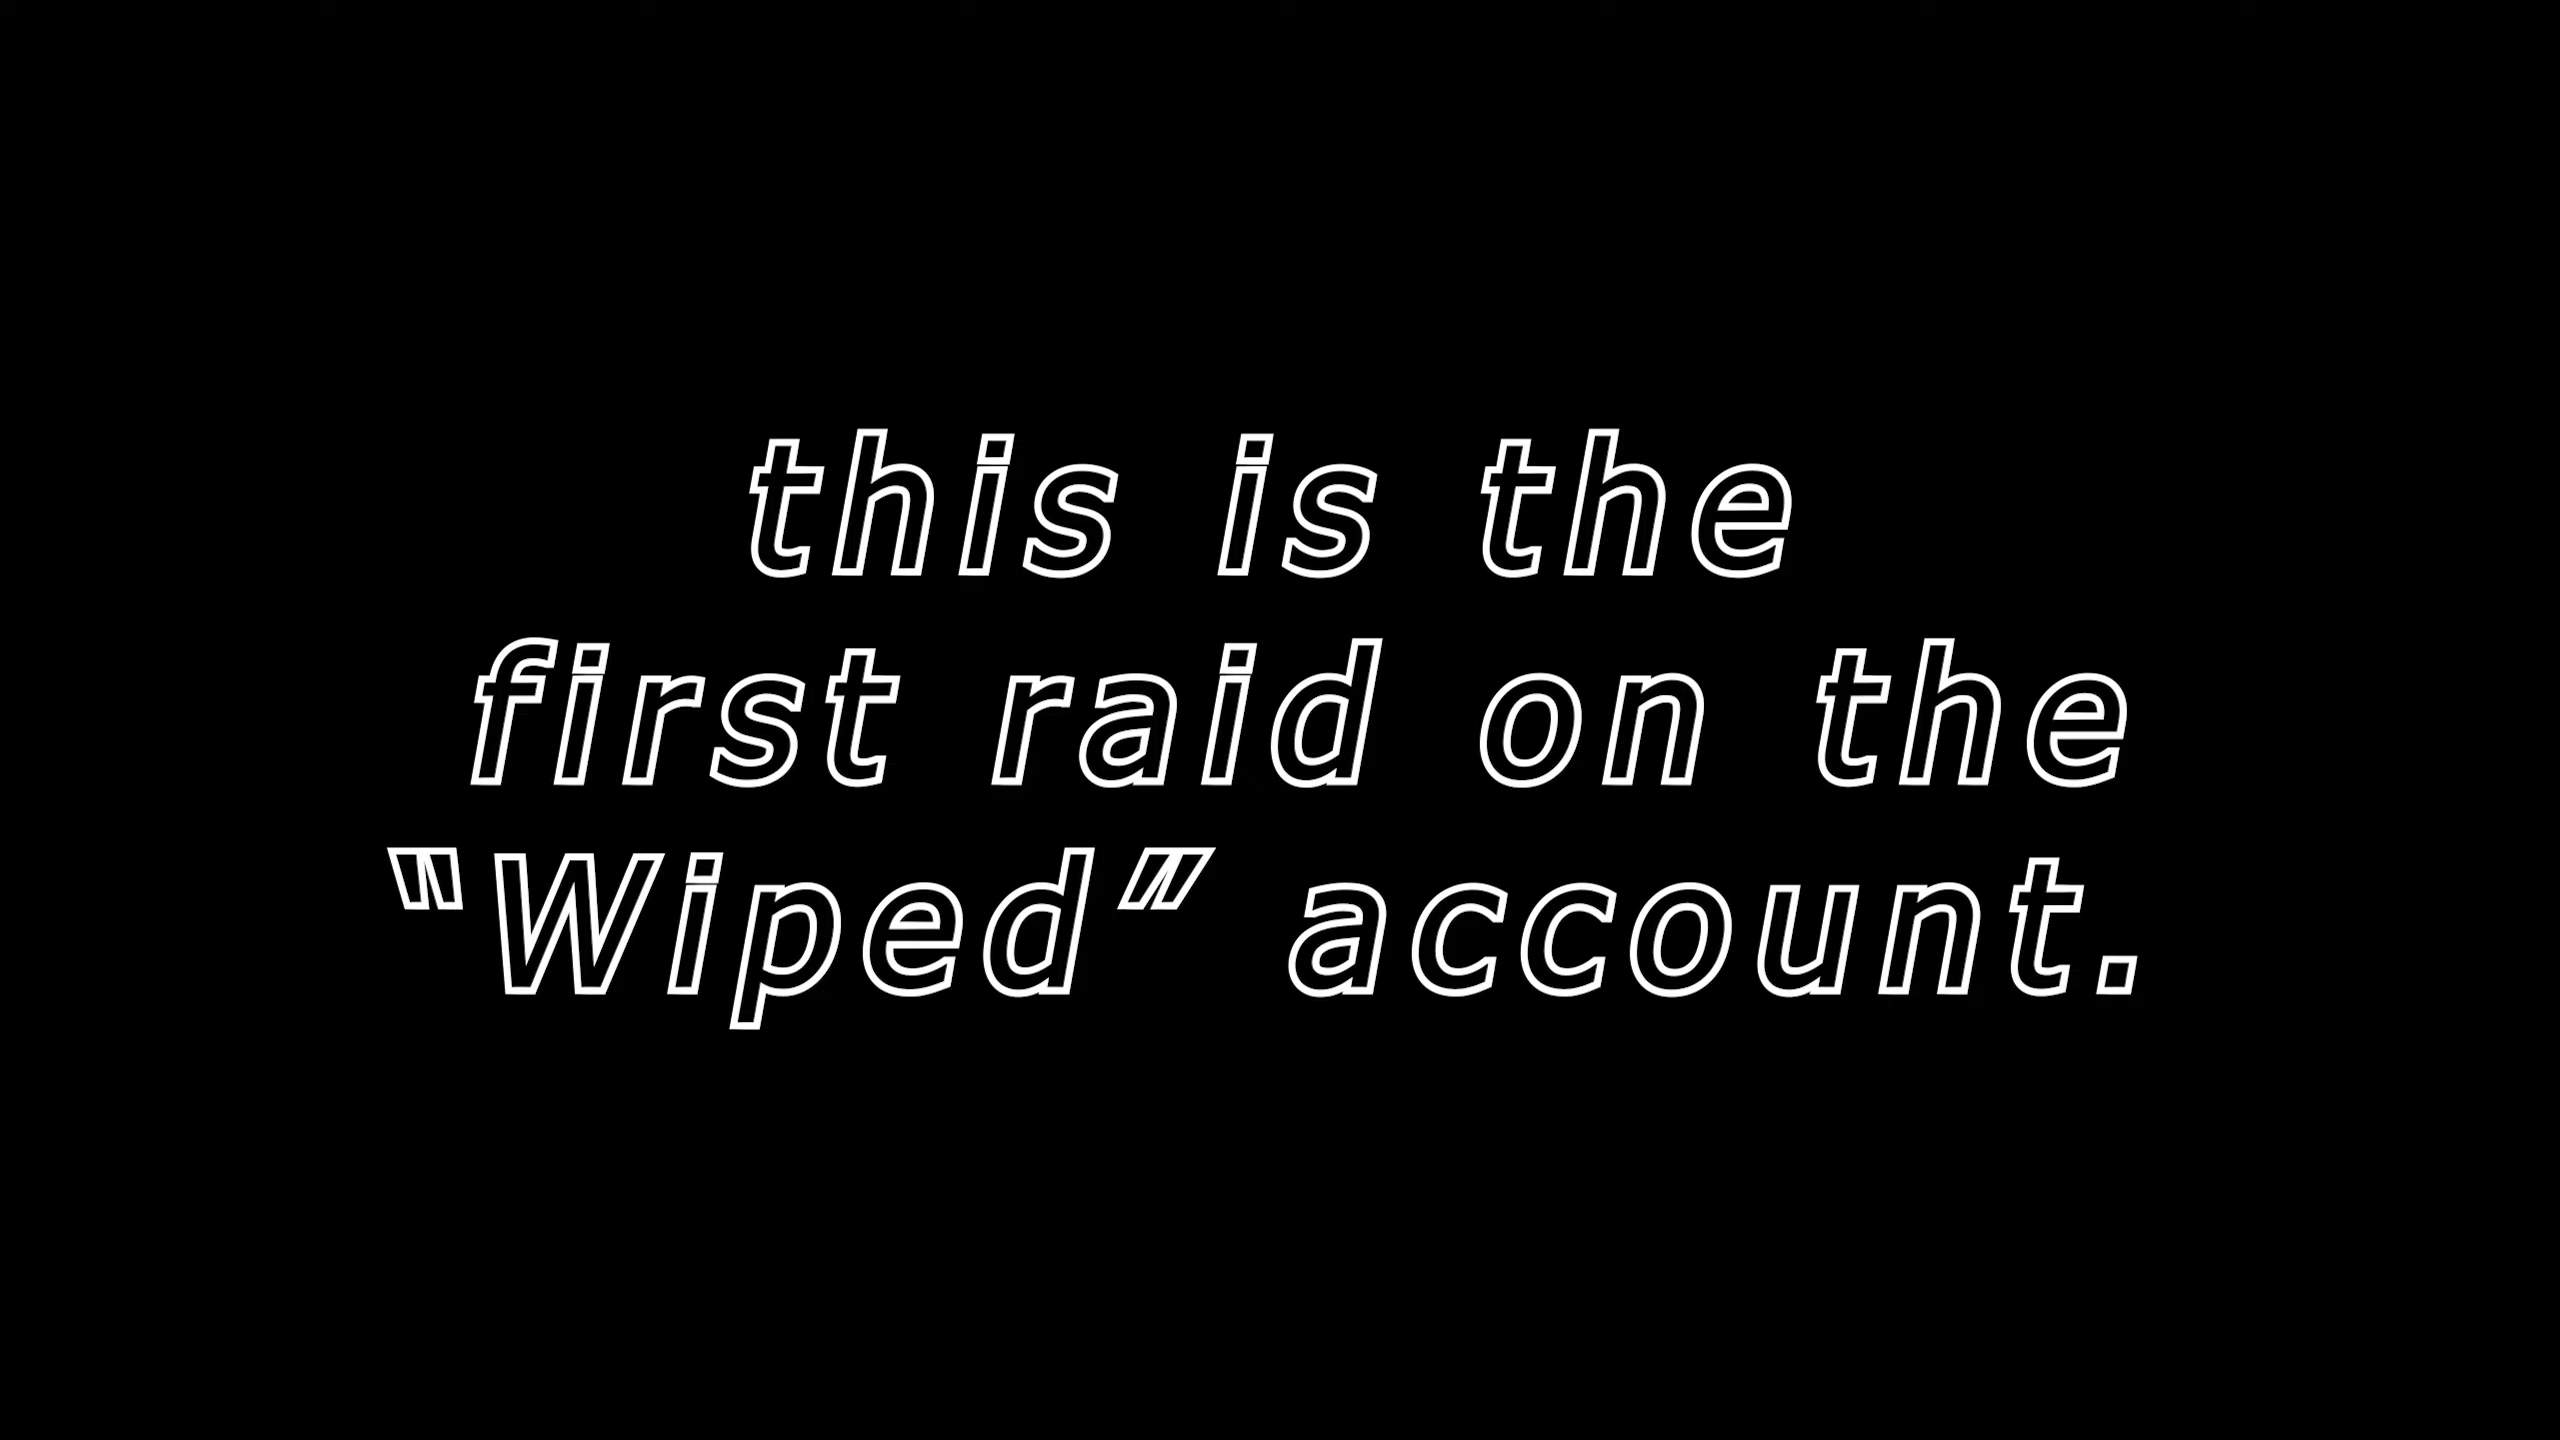 this is the
first raid on the
“Wiped” account.